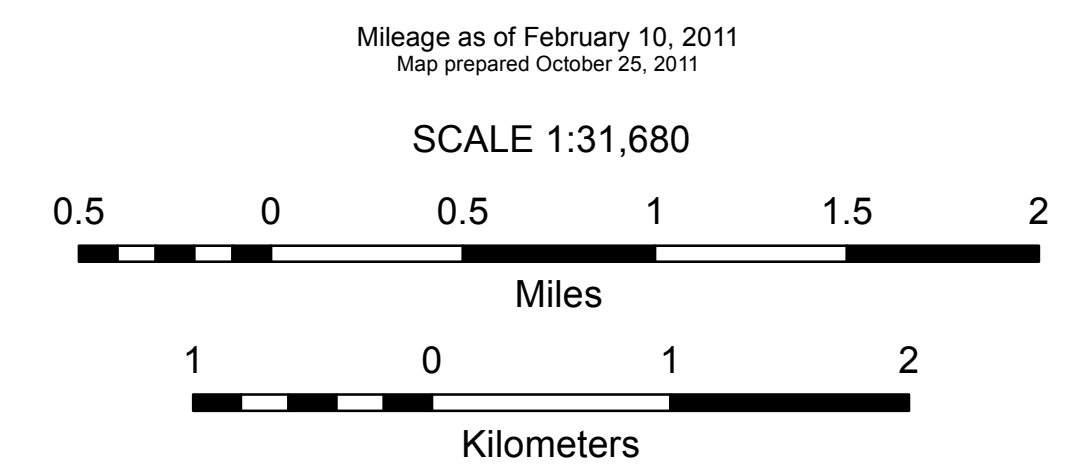 Mileage as of February 10, 2011
Map prepared October 25, 2011
SCALE 1:31,680
0.5 0 0.5 1 1.5 2
Miles
1 0 1 2
Kilometers